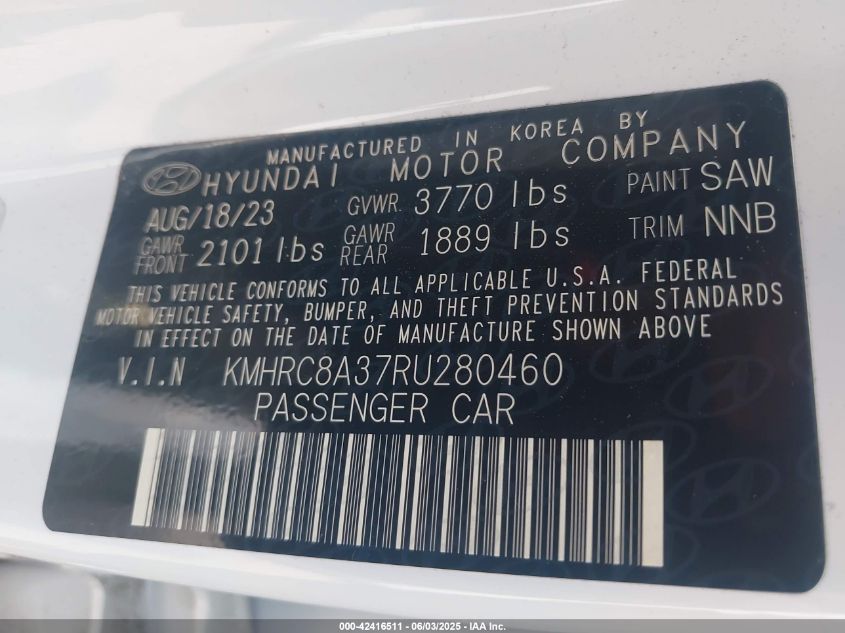 MANUFACTURED IN KOREA BY
HYUNDAI MOTOR COMPANY
AUG/18/23 GVWR 3770 lbs PAINT SAW
GAWR FRONT 2101 lbs GAWR REAR 1889 lbs TRIM NNB
THIS VEHICLE CONFORMS TO ALL APPLICABLE U.S.A. FEDERAL
MOTOR VEHICLE SAFETY, BUMPER, AND THEFT PREVENTION STANDARDS
IN EFFECT ON THE DATE OF MANUFACTURE SHOWN ABOVE
V.I.N KMHRC8A37RU280460
PASSENGER CAR
000-42416511 - 06/03/2025 - IAA Inc.